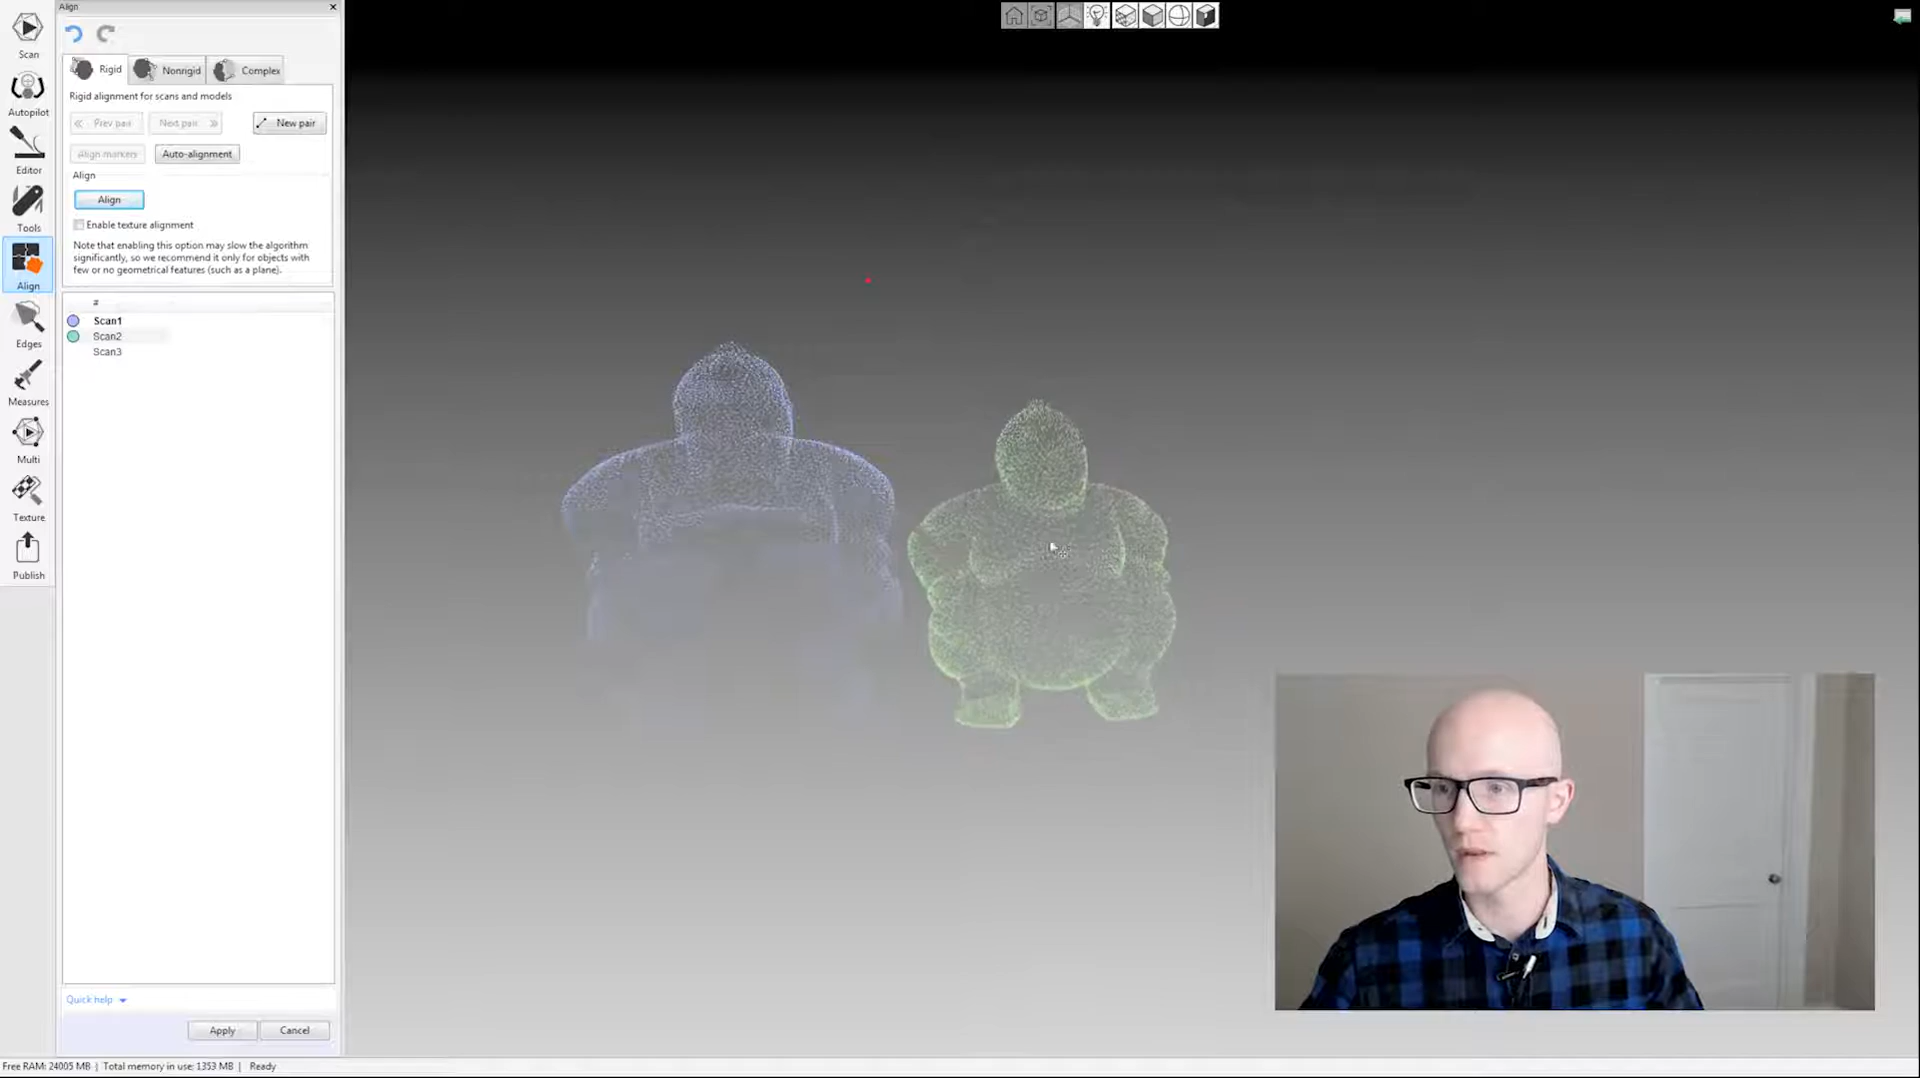 Align
Scan
Autopilot
Editor
Tools
Align
Edges
Measures
Multi
Texture
Publish
Rigid
Nonrigid
Complex
Rigid alignment for scans and models
Prev pair
Next pair
New pair
Align markers
Auto-alignment
Align
Align
Enable texture alignment
Note that enabling this option may slow the algorithm
significantly, so we recommend it only for objects with
few or no geometrical features (such as a plane).
#
Scan1
Scan2
Scan3
Quick help
Apply
Cancel
Free RAM: 24005 MB | Total memory in use: 1353 MB | Ready